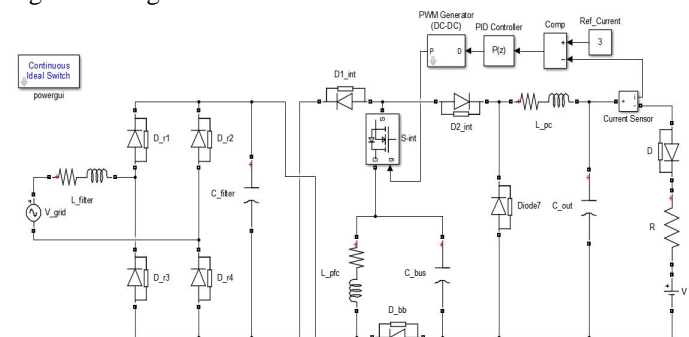 PWM Generator
(DC-DC)
PID Controller
Comp
Ref_Current
P
D
P(z)
+
−
3
Continuous
Ideal Switch
powergui
D1_int
D2_int
L_pc
+
-
i
Current Sensor
S
D
g
S-int
D_r1
D_r2
D
L_filter
V_grid
C_filter
Diode7
C_out
R
D_r3
D_r4
L_pfc
C_bus
D_bb
V